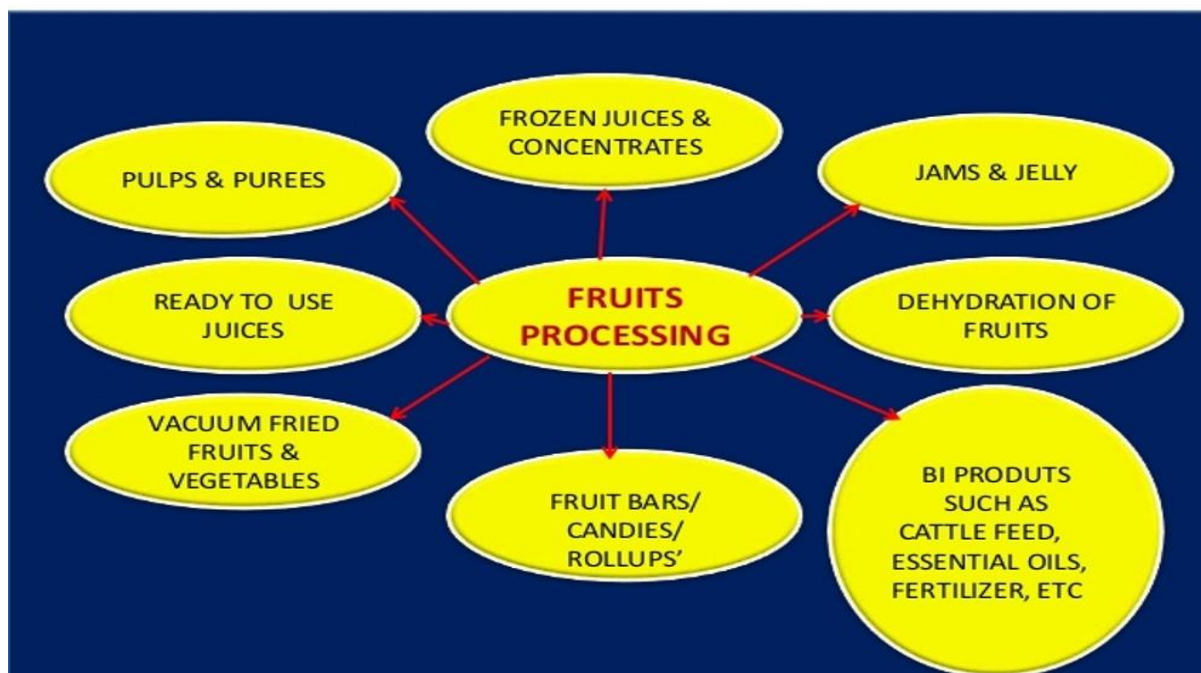 FROZEN JUICES &
CONCENTRATES
PULPS & PUREES
JAMS & JELLY
READY TO USE
JUICES
FRUITS
PROCESSING
DEHYDRATION OF
FRUITS
VACUUM FRIED
FRUITS &
VEGETABLES
FRUIT BARS/
CANDIES/
ROLLUPS’
BI PRODUTS
SUCH AS
CATTLE FEED,
ESSENTIAL OILS,
FERTILIZER, ETC